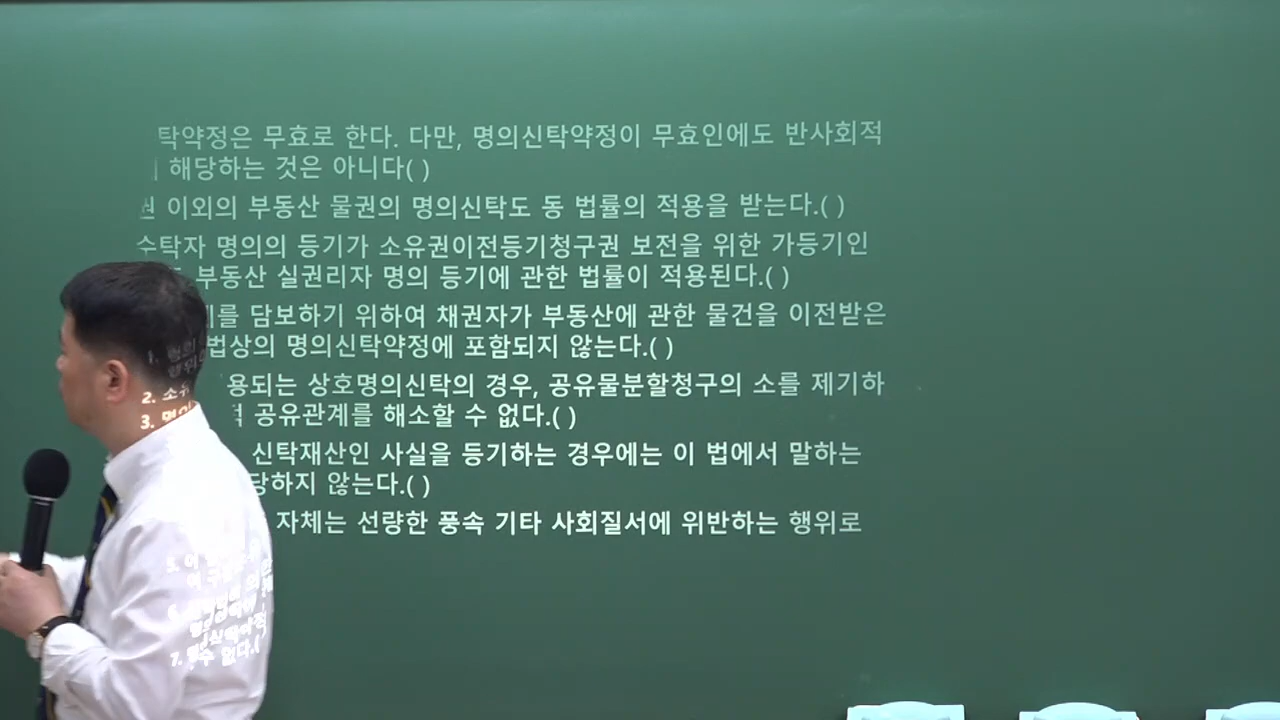 탁약정은 무효로 한다. 다만, 명의신탁약정이 무효인에도 반사회적
해당하는 것은 아니다( )
이외의 부동산 물권의 명의신탁도 동 법률의 적용을 받는다.( )
수탁자 명의의 등기가 소유권이전등기청구권 보전을 위한 가등기인
부동산 실권리자 명의 등기에 관한 법률이 적용된다.( )
를 담보하기 위하여 채권자가 부동산에 관한 물건을 이전받은
법상의 명의신탁약정에 포함되지 않는다.( )
용되는 상호명의신탁의 경우, 공유물분할청구의 소를 제기하
공유관계를 해소할 수 없다.( )
신탁재산인 사실을 등기하는 경우에는 이 법에서 말하는
당하지 않는다.( )
자체는 선량한 풍속 기타 사회질서에 위반하는 행위로
1.
2. 소유
3.
5. 이
6.
7. 수 없다.(